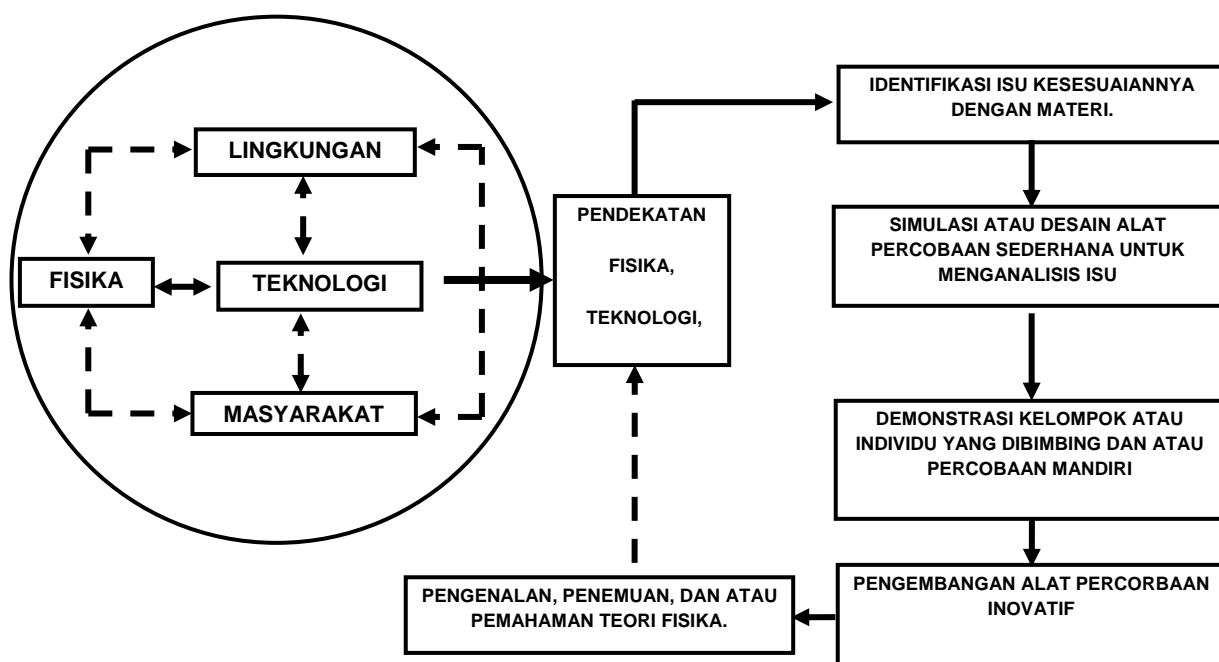 LINGKUNGAN
FISIKA
TEKNOLOGI
MASYARAKAT
PENDEKATAN
FISIKA,
TEKNOLOGI,
IDENTIFIKASI ISU KESESUAIANNYA
DENGAN MATERI.
SIMULASI ATAU DESAIN ALAT
PERCOBAAN SEDERHANA UNTUK
MENGANALISIS ISU
DEMONSTRASI KELOMPOK ATAU
INDIVIDU YANG DIBIMBING DAN ATAU
PERCOBAAN MANDIRI
PENGEMBANGAN ALAT PERCORBAAN
INOVATIF
PENGENALAN, PENEMUAN, DAN ATAU
PEMAHAMAN TEORI FISIKA.